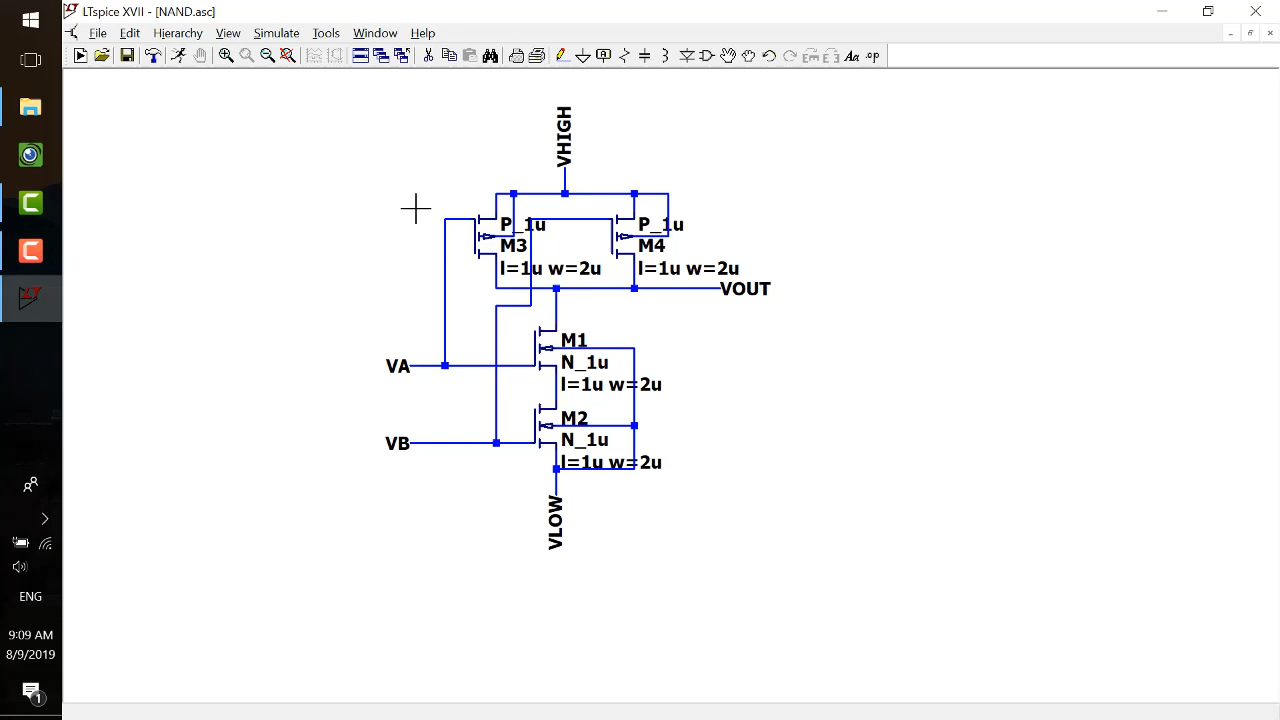 LTspice XVII - [NAND.asc]
File Edit Hierarchy View Simulate Tools Window Help
.op
VHIGH
P_1u
M3
l=1u w=2u
P_1u
M4
l=1u w=2u
VOUT
VA
M1
N_1u
l=1u w=2u
VB
M2
N_1u
l=1u w=2u
VLOW
ENG
9:09 AM
8/9/2019
1